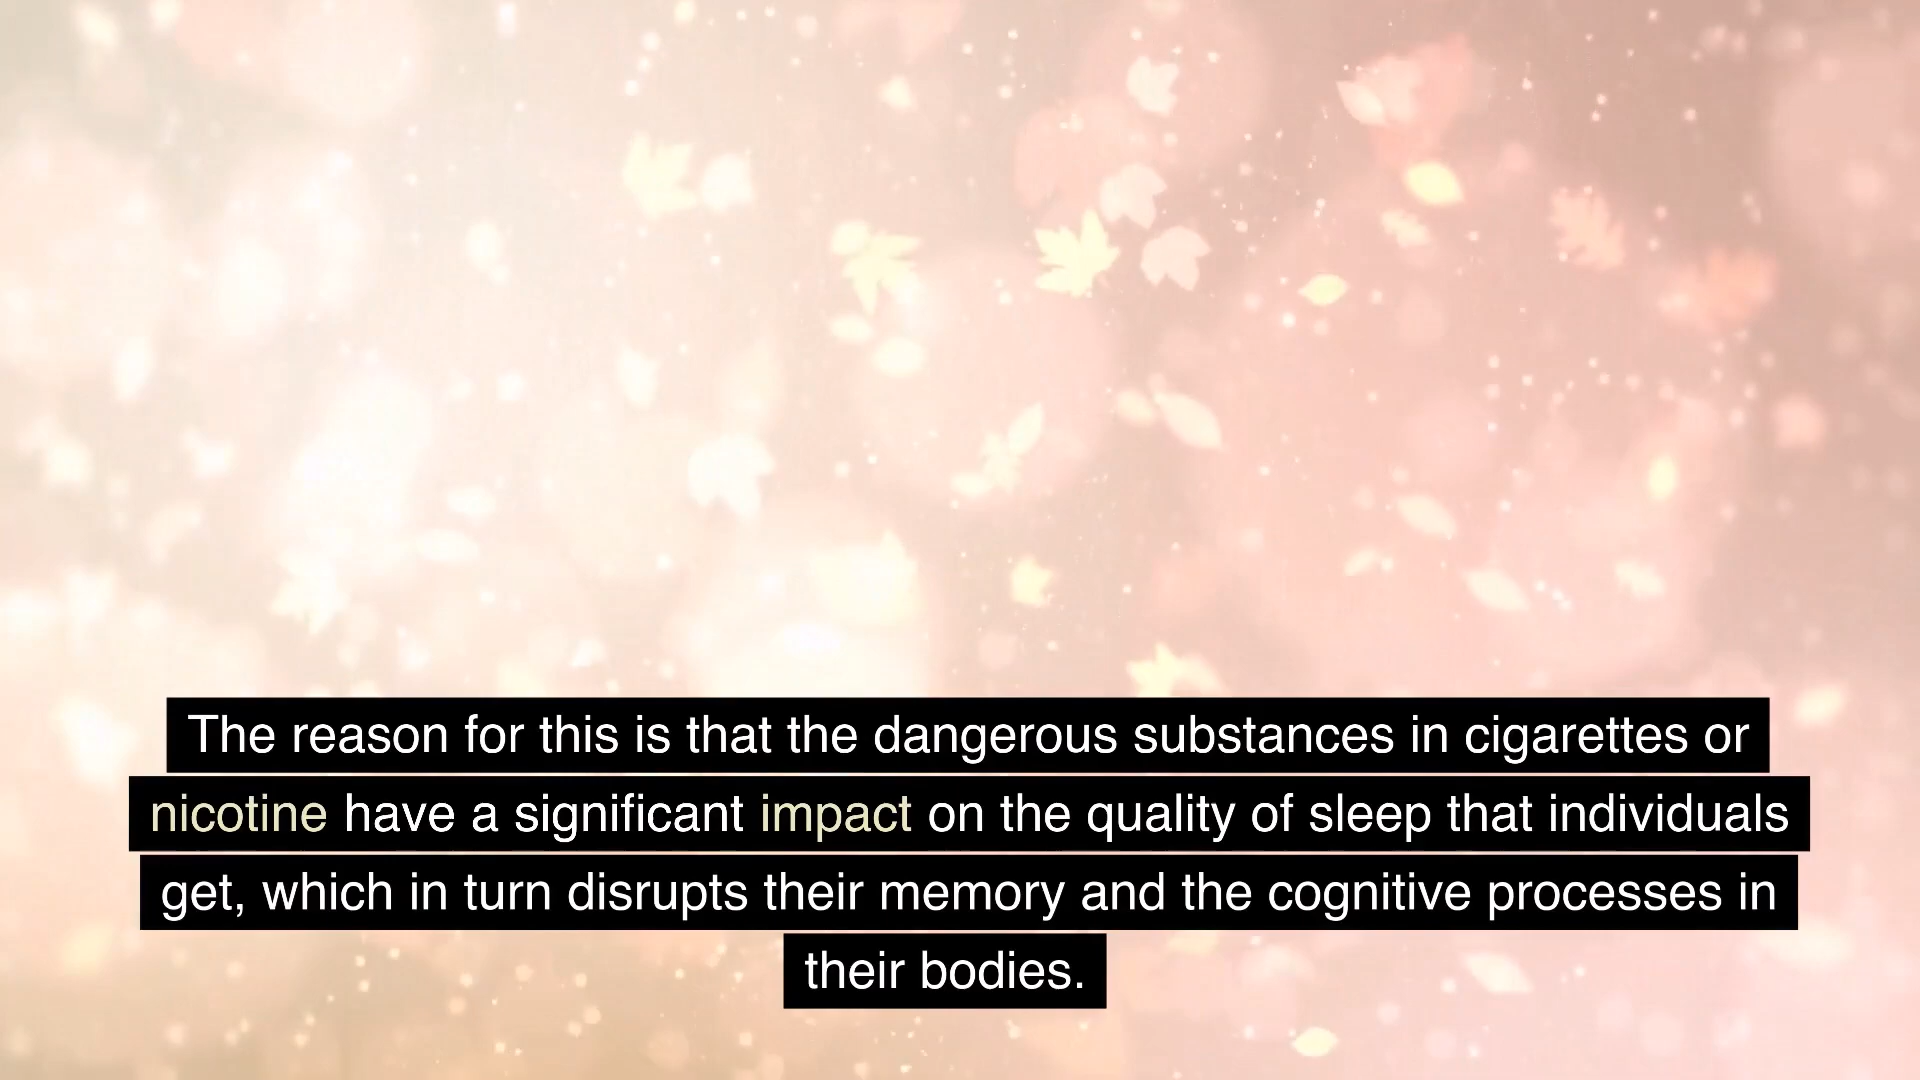 The reason for this is that the dangerous substances in cigarettes or
nicotine have a significant impact on the quality of sleep that individuals
get, which in turn disrupts their memory and the cognitive processes in
their bodies.